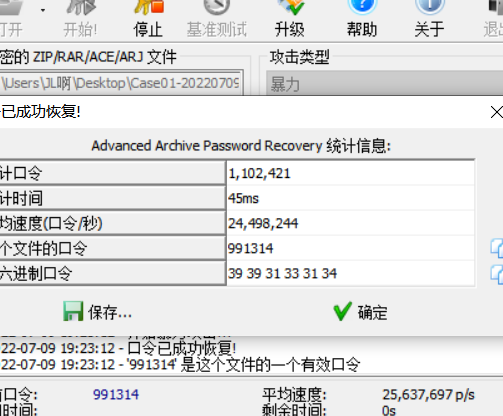 打开 开始! 停止 基准测试 升级 帮助 关于 退出
密的 ZIP/RAR/ACE/ARJ 文件 攻击类型
\Users\JL啊\Desktop\Case01-20220709 暴力
已成功恢复!
Advanced Archive Password Recovery 统计信息:
计口令 1,102,421
计时间 45ms
均速度(口令/秒) 24,498,244
个文件的口令 991314
六进制口令 39 39 31 33 31 34
保存... 确定
22-07-09 19:23:12 - 口令已成功恢复!
22-07-09 19:23:12 - '991314' 是这个文件的一个有效口令
前口令: 991314 平均速度: 25,637,697 p/s
用时间: 剩余时间: 0s